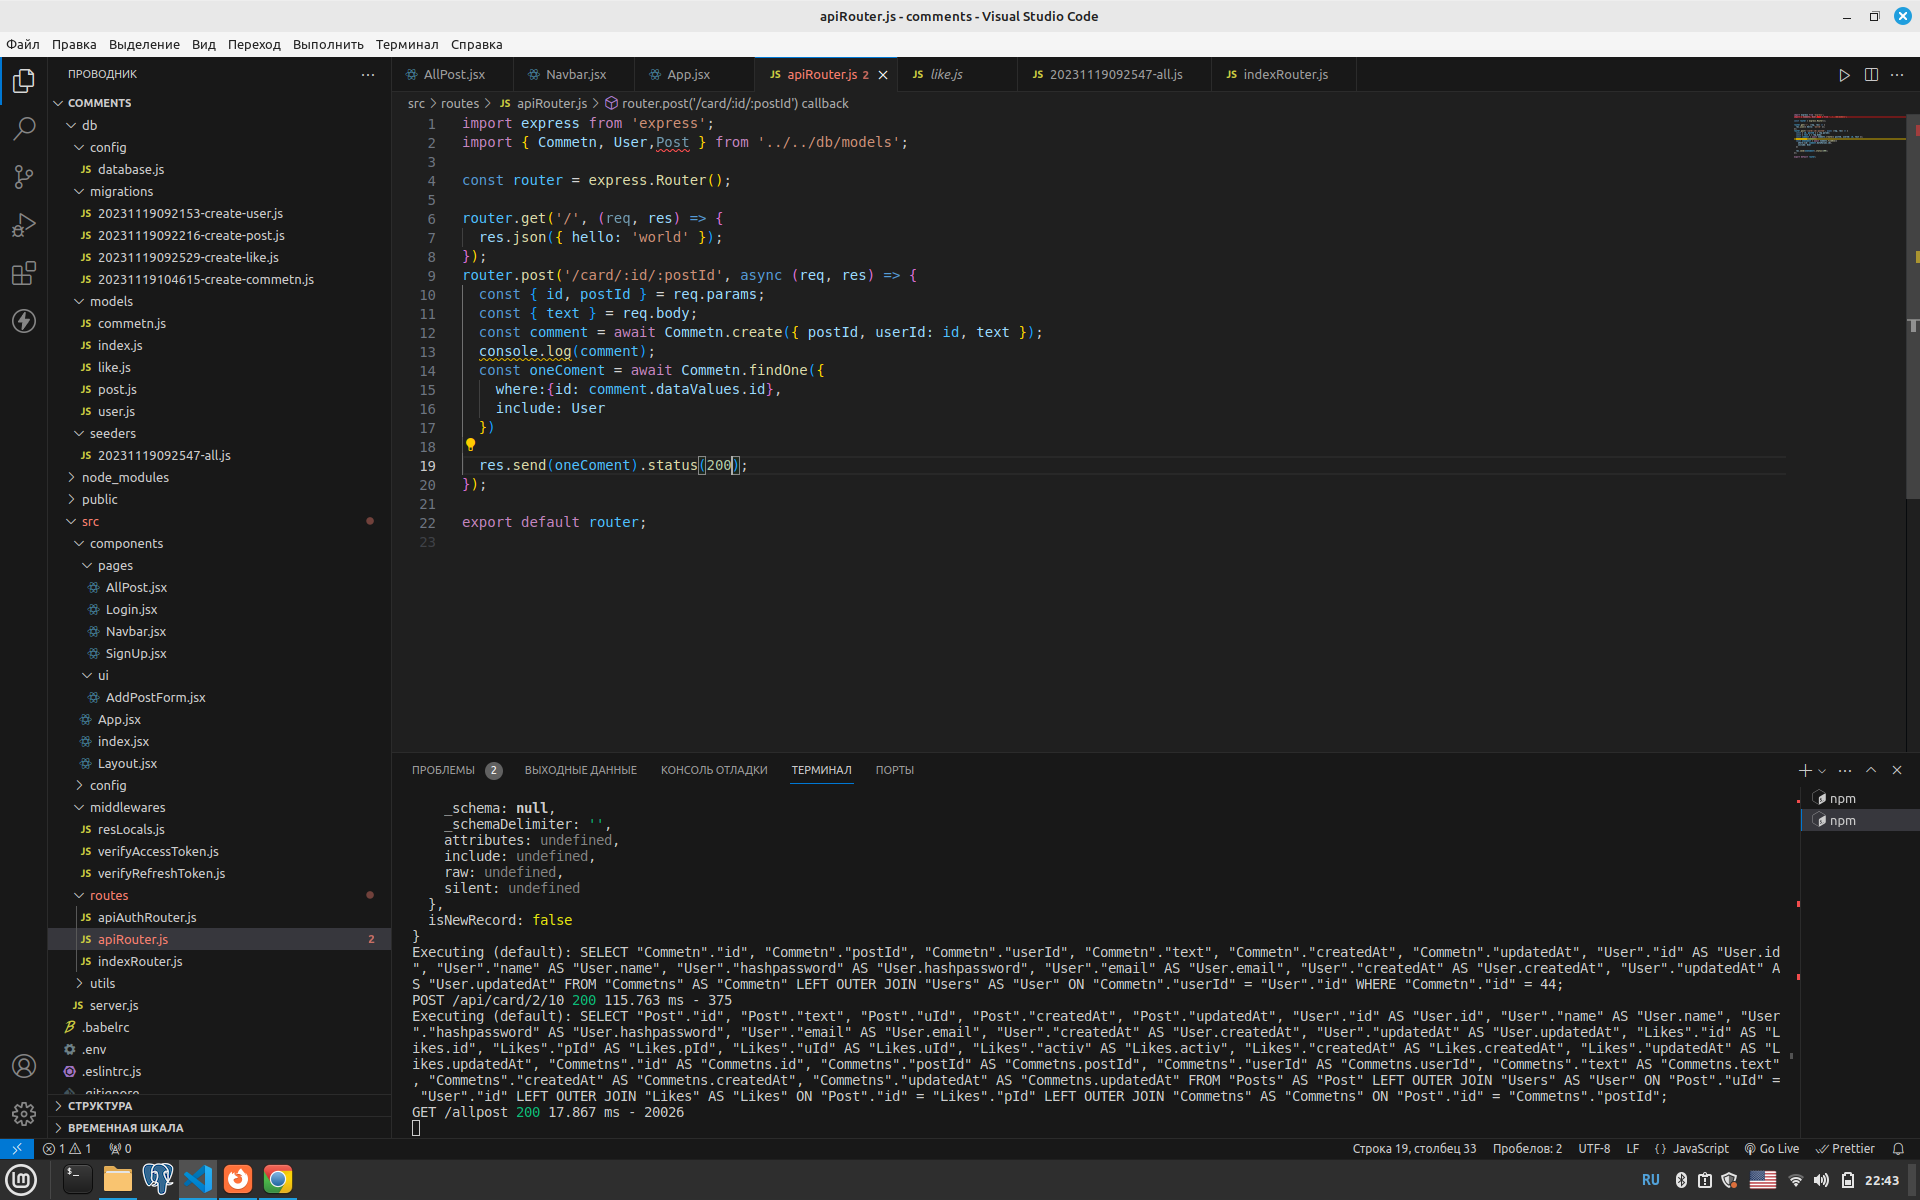 apiRouter.js - comments - Visual Studio Code
Файл Правка Выделение Вид Переход Выполнить Терминал Справка
ПРОВОДНИК
AllPost.jsx
Navbar.jsx
App.jsx
JS apiRouter.js 2
JS like.js
JS 20231119092547-all.js
JS indexRouter.js
src > routes > JS apiRouter.js > router.post('/card/:id/:postId') callback
COMMENTS
db
config
JS database.js
migrations
JS 20231119092153-create-user.js
JS 20231119092216-create-post.js
JS 20231119092529-create-like.js
JS 20231119104615-create-commetn.js
models
JS commetn.js
JS index.js
JS like.js
JS post.js
JS user.js
seeders
JS 20231119092547-all.js
node_modules
public
src
components
pages
AllPost.jsx
Login.jsx
Navbar.jsx
SignUp.jsx
ui
AddPostForm.jsx
App.jsx
index.jsx
Layout.jsx
config
middlewares
JS resLocals.js
JS verifyAccessToken.js
JS verifyRefreshToken.js
routes
JS apiAuthRouter.js
JS apiRouter.js 2
JS indexRouter.js
utils
JS server.js
.babelrc
.env
.eslintrc.js
.gitignore
СТРУКТУРА
ВРЕМЕННАЯ ШКАЛА
1 import express from 'express';
2 import { Commetn, User,Post } from '../../db/models';
3
4 const router = express.Router();
5
6 router.get('/', (req, res) => {
7 res.json({ hello: 'world' });
8 });
9 router.post('/card/:id/:postId', async (req, res) => {
10 const { id, postId } = req.params;
11 const { text } = req.body;
12 const comment = await Commetn.create({ postId, userId: id, text });
13 console.log(comment);
14 const oneComent = await Commetn.findOne({
15 where:{id: comment.dataValues.id},
16 include: User
17 })
18
19 res.send(oneComent).status(200);
20 });
21
22 export default router;
23
ПРОБЛЕМЫ 2 ВЫХОДНЫЕ ДАННЫЕ КОНСОЛЬ ОТЛАДКИ ТЕРМИНАЛ ПОРТЫ
npm
npm
_schema: null,
_schemaDelimiter: '',
attributes: undefined,
include: undefined,
raw: undefined,
silent: undefined
},
isNewRecord: false
}
Executing (default): SELECT "Commetn"."id", "Commetn"."postId", "Commetn"."userId", "Commetn"."text", "Commetn"."createdAt", "Commetn"."updatedAt", "User"."id" AS "User.id
", "User"."name" AS "User.name", "User"."hashpassword" AS "User.hashpassword", "User"."email" AS "User.email", "User"."createdAt" AS "User.createdAt", "User"."updatedAt" A
S "User.updatedAt" FROM "Commetns" AS "Commetn" LEFT OUTER JOIN "Users" AS "User" ON "Commetn"."userId" = "User"."id" WHERE "Commetn"."id" = 44;
POST /api/card/2/10 200 115.763 ms - 375
Executing (default): SELECT "Post"."id", "Post"."text", "Post"."uId", "Post"."createdAt", "Post"."updatedAt", "User"."id" AS "User.id", "User"."name" AS "User.name", "User
"."hashpassword" AS "User.hashpassword", "User"."email" AS "User.email", "User"."createdAt" AS "User.createdAt", "User"."updatedAt" AS "User.updatedAt", "Likes"."id" AS "L
ikes.id", "Likes"."pId" AS "Likes.pId", "Likes"."uId" AS "Likes.uId", "Likes"."activ" AS "Likes.activ", "Likes"."createdAt" AS "Likes.createdAt", "Likes"."updatedAt" AS "L
ikes.updatedAt", "Commetns"."id" AS "Commetns.id", "Commetns"."postId" AS "Commetns.postId", "Commetns"."userId" AS "Commetns.userId", "Commetns"."text" AS "Commetns.text"
, "Commetns"."createdAt" AS "Commetns.createdAt", "Commetns"."updatedAt" AS "Commetns.updatedAt" FROM "Posts" AS "Post" LEFT OUTER JOIN "Users" AS "User" ON "Post"."uId" =
"User"."id" LEFT OUTER JOIN "Likes" AS "Likes" ON "Post"."id" = "Likes"."pId" LEFT OUTER JOIN "Commetns" AS "Commetns" ON "Post"."id" = "Commetns"."postId";
GET /allpost 200 17.867 ms - 20026
1 1 0
Строка 19, столбец 33 Пробелов: 2 UTF-8 LF {} JavaScript Go Live Prettier
RU 22:43